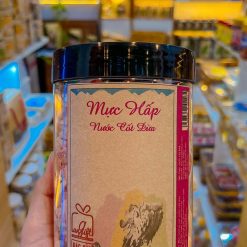 Mực Hấp
Nước Cốt Dừa